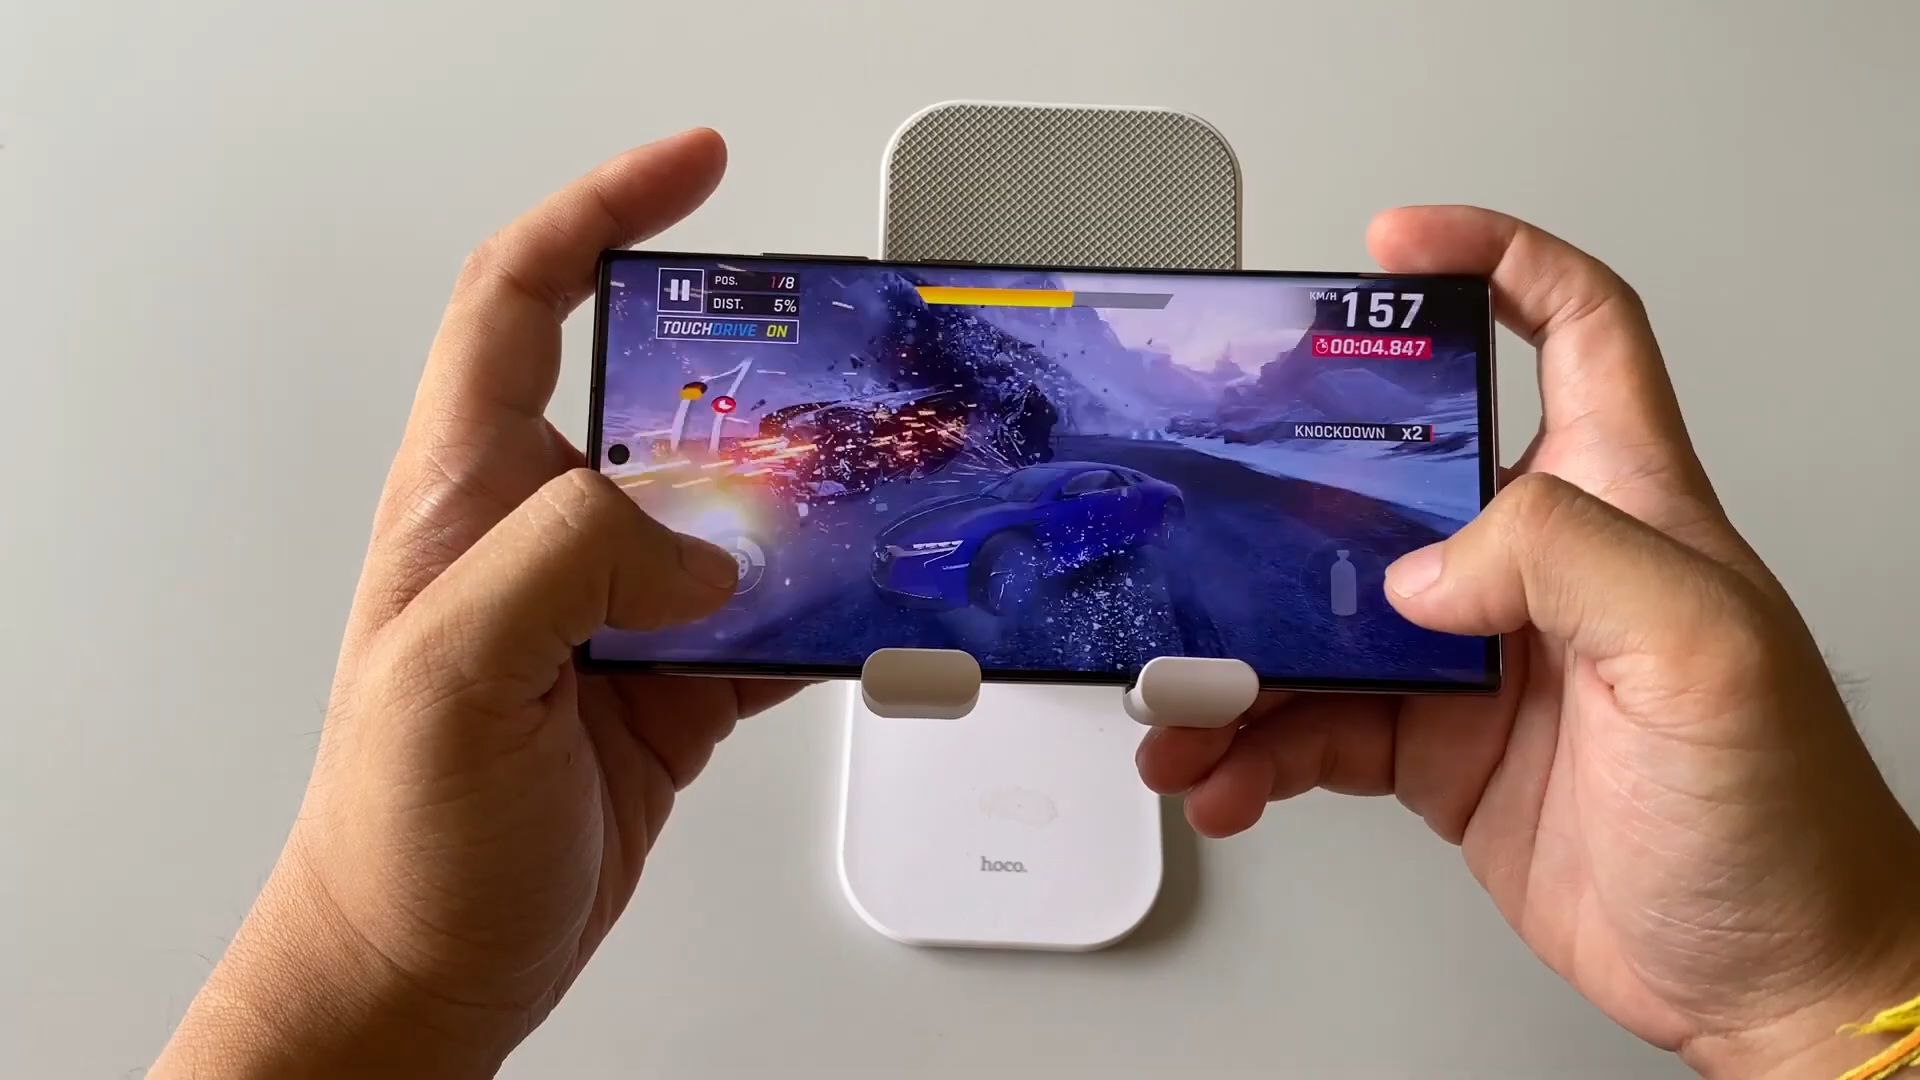 POS. 1/8
DIST. 5%
TOUCHDRIVE ON
KM/H 157
00:04.847
KNOCKDOWN x2
hoco.